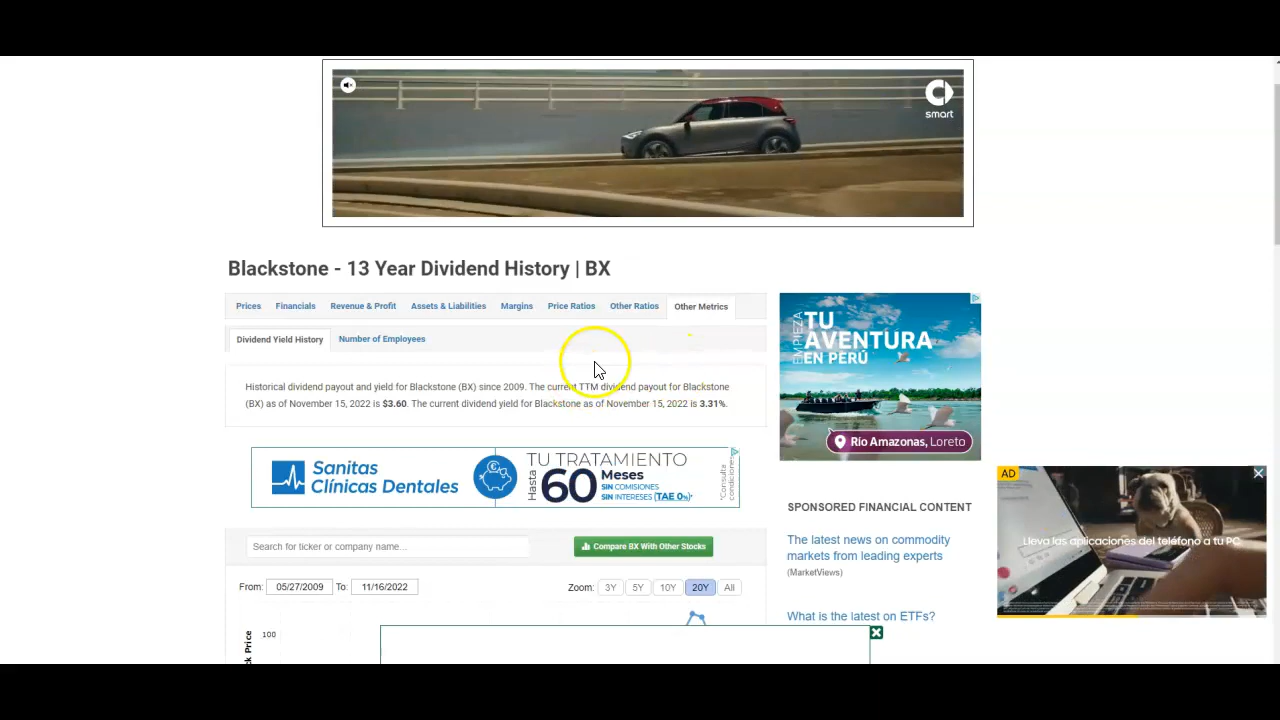 smart
Blackstone - 13 Year Dividend History | BX
Prices Financials Revenue & Profit Assets & Liabilities Margins Price Ratios Other Ratios Other Metrics
Dividend Yield History Number of Employees
Historical dividend payout and yield for Blackstone (BX) since 2009. The current TTM dividend payout for Blackstone
(BX) as of November 15, 2022 is $3.60. The current dividend yield for Blackstone as of November 15, 2022 is 3.31%.
EMPIEZA
TU
AVENTURA
EN PERÚ
Río Amazonas, Loreto
Sanitas
Clínicas Dentales
TU TRATAMIENTO
Hasta
60 Meses
SIN COMISIONES
SIN INTERESES (TAE 0%)*
*Consulta
condiciones
AD
Lleva las aplicaciones del teléfono a tu PC
SPONSORED FINANCIAL CONTENT
The latest news on commodity
markets from leading experts
(MarketViews)
What is the latest on ETFs?
Search for ticker or company name...
Compare BX With Other Stocks
From: 05/27/2009 To: 11/16/2022
Zoom: 3Y 5Y 10Y 20Y All
100